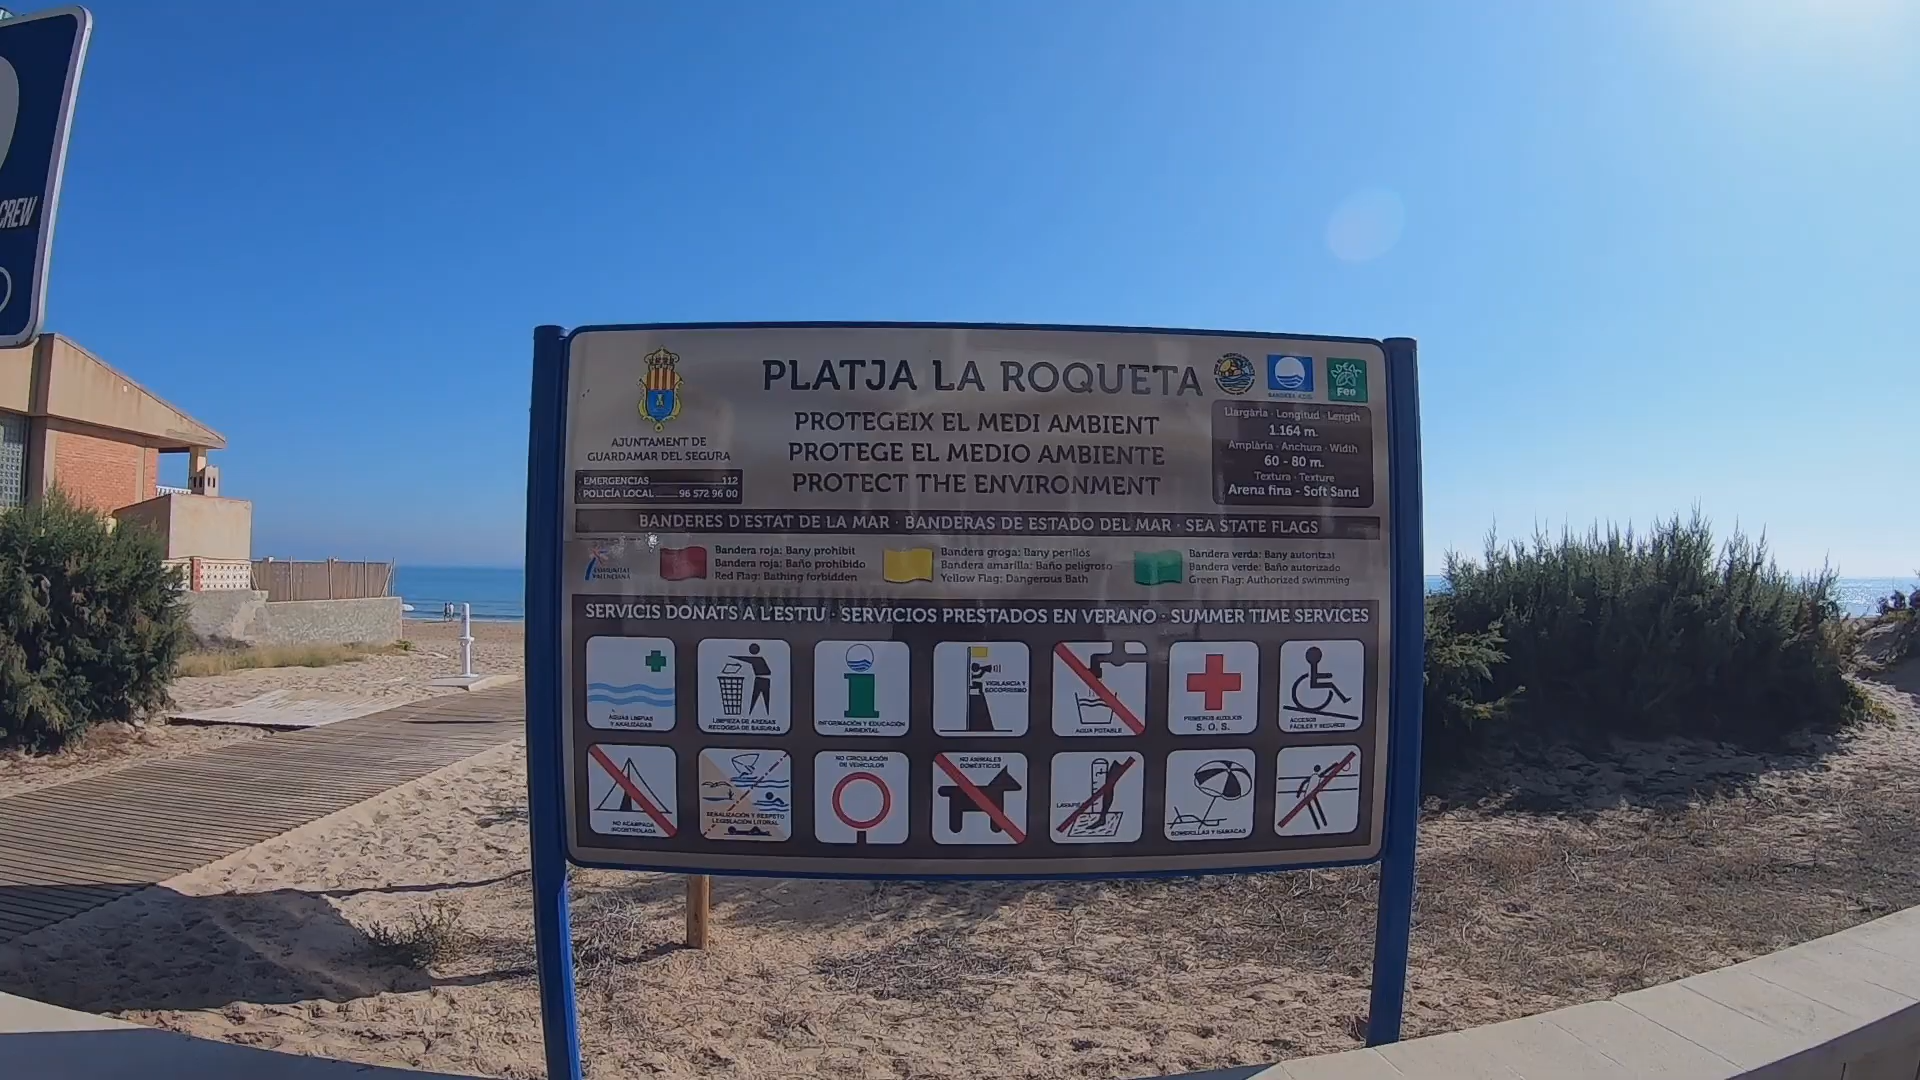 CREW
PLATJA LA ROQUETA
PROTEGEIX EL MEDI AMBIENT
PROTEGE EL MEDIO AMBIENTE
PROTECT THE ENVIRONMENT
AJUNTAMENT DE
GUARDAMAR DEL SEGURA
EMERGENCIAS 112
POLICÍA LOCAL 96 572 96 00
Feo
Llargària · Longitud · Length
1.164 m.
Amplària · Anchura · Width
60 - 80 m.
Textura · Texture
Arena fina - Soft Sand
BANDERES D'ESTAT DE LA MAR · BANDERAS DE ESTADO DEL MAR · SEA STATE FLAGS
COMUNITAT
VALENCIANA
Bandera roja: Bany prohibit
Bandera roja: Baño prohibido
Red Flag: Bathing forbidden
Bandera groga: Bany perillós
Bandera amarilla: Baño peligroso
Yellow Flag: Dangerous Bath
Bandera verda: Bany autoritzat
Bandera verde: Baño autorizado
Green Flag: Authorized swimming
SERVICIS DONATS A L'ESTIU · SERVICIOS PRESTADOS EN VERANO · SUMMER TIME SERVICES
AGUAS LIMPIAS
Y ANALIZADAS
LIMPIEZA DE ARENAS
RECOGIDA DE BASURAS
INFORMACIÓN Y EDUCACIÓN
AMBIENTAL
VIGILANCIA Y
SOCORRISMO
AGUA POTABLE
PRIMEROS AUXILIOS
S. O. S.
ACCESOS
FÁCILES Y SEGUROS
NO ACAMPADA
INCONTROLADA
SEÑALIZACIÓN Y RESPETO
LEGISLACIÓN LITORAL
NO CIRCULACIÓN
DE VEHÍCULOS
NO ANIMALES
DOMÉSTICOS
SOMBRILLAS Y HAMACAS